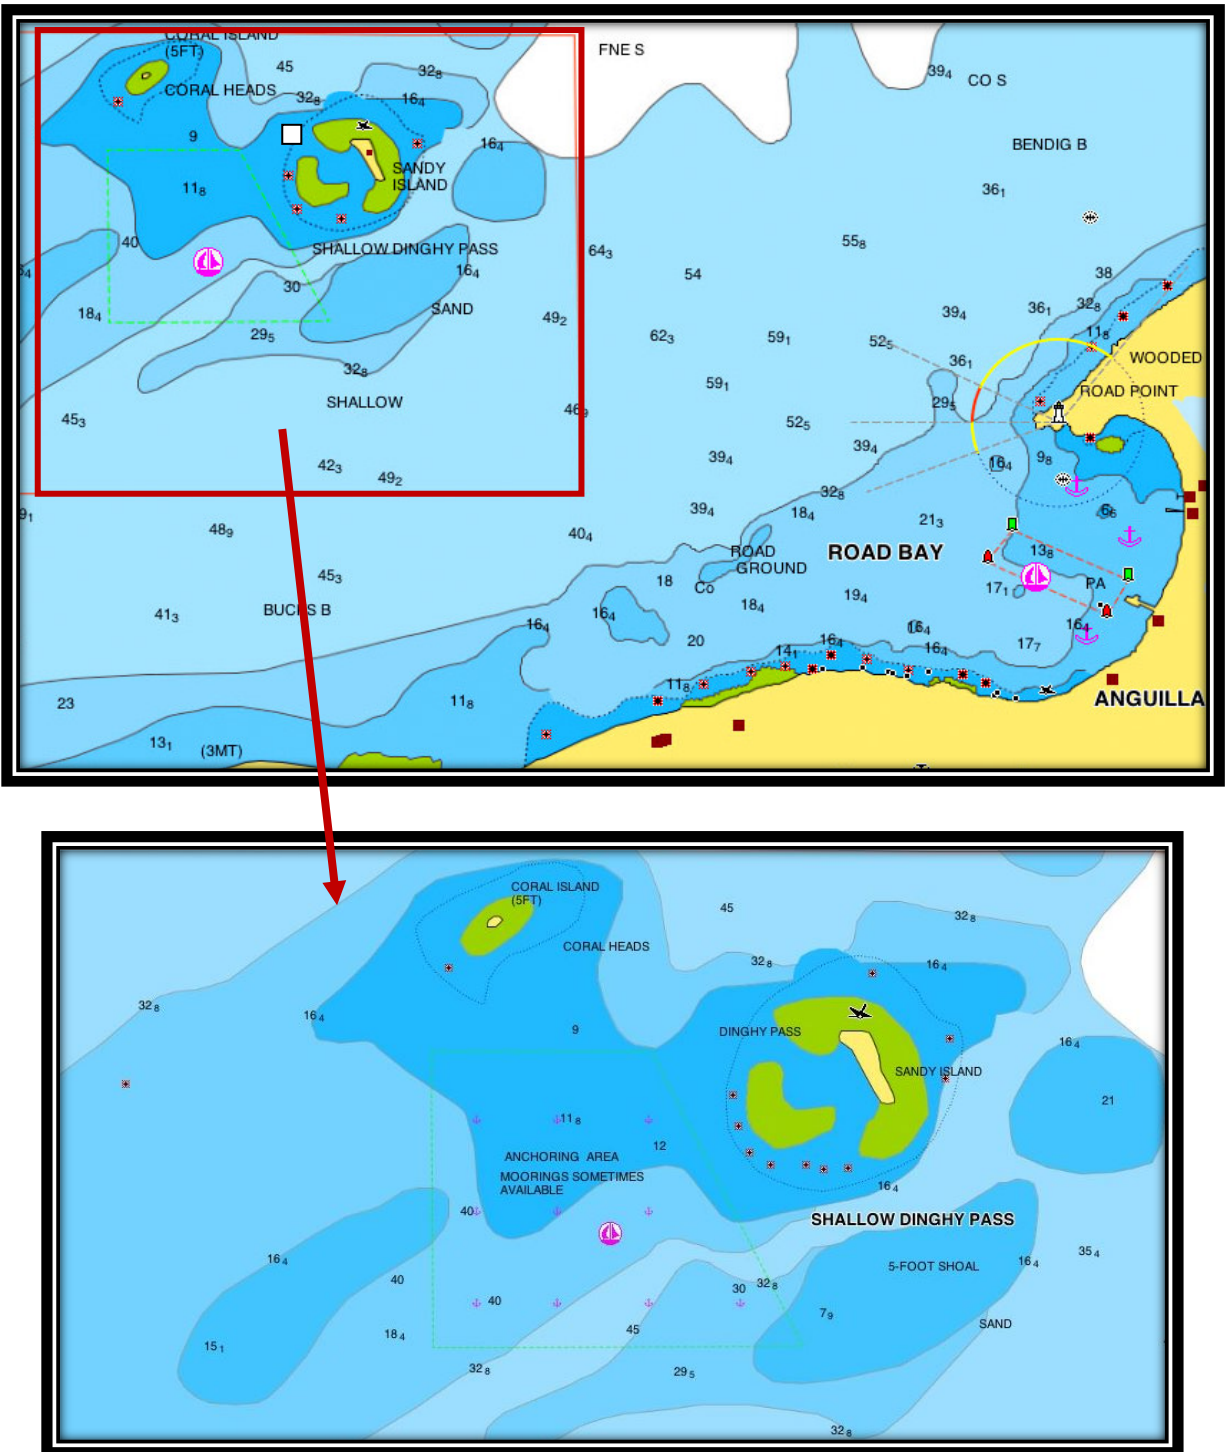 CORAL ISLAND
(5FT)
FNE S
45
32₈
39₄
CO S
CORAL HEADS
32₈
16₄
9
16₄
BENDIG B
SANDY
ISLAND
11₈
36₁
40
SHALLOW DINGHY PASS
64₃
55₈
16₄
54
38
30
18₄
SAND
49₂
39₄
36₁
32₈
29₅
62₃
59₁
52₅
11₈
32₈
36₁
WOODED
59₁
ROAD POINT
SHALLOW
46₉
29₅
45₃
52₅
39₄
42₃
39₄
16₄
9₈
49₂
32₈
9₁
39₄
18₄
21₃
6₆
48₉
40₄
ROAD
GROUND
ROAD BAY
13₈
45₃
18
Co
17₁
PA
19₄
18₄
41₃
BUCKS B
16₄
16₄
16₄
16₄
20
16₄
16₄
17₇
14₁
11₈
23
11₈
ANGUILLA
13₁
(3MT)
CORAL ISLAND
(5FT)
45
32₈
CORAL HEADS
32₈
16₄
32₈
16₄
9
DINGHY PASS
16₄
SANDY ISLAND
21
11₈
12
ANCHORING AREA
MOORINGS SOMETIMES
AVAILABLE
16₄
40
SHALLOW DINGHY PASS
16₄
35₄
16₄
5-FOOT SHOAL
40
30
32₈
40
7₉
SAND
18₄
45
15₁
32₈
29₅
32₈